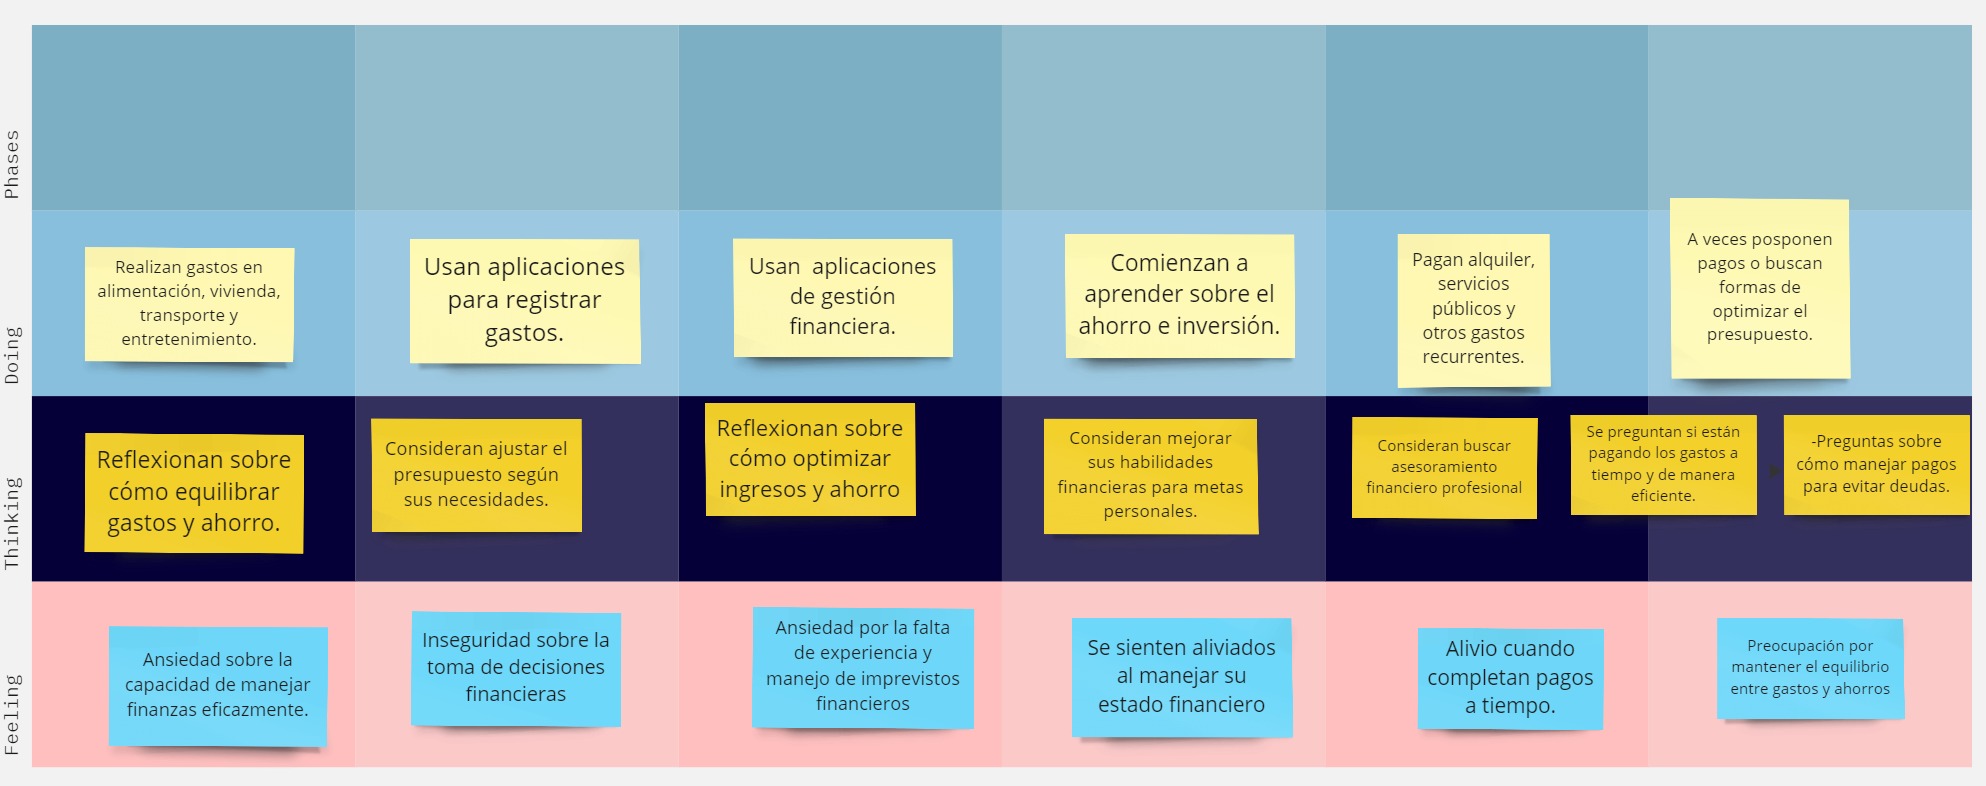 Phases
Doing
Realizan gastos en
alimentación, vivienda,
transporte y
entretenimiento.
Usan aplicaciones
para registrar
gastos.
Usan  aplicaciones
de gestión
financiera.
Comienzan a
aprender sobre el
ahorro e inversión.
Pagan alquiler,
servicios
públicos y
otros gastos
recurrentes.
A veces posponen
pagos o buscan
formas de
optimizar el
presupuesto.
Thinking
Reflexionan sobre
cómo equilibrar
gastos y ahorro.
Consideran ajustar el
presupuesto según
sus necesidades.
Reflexionan sobre
cómo optimizar
ingresos y ahorro
Consideran mejorar
sus habilidades
financieras para metas
personales.
Consideran buscar
asesoramiento
financiero profesional
Se preguntan si están
pagando los gastos a
tiempo y de manera
eficiente.
-Preguntas sobre
cómo manejar pagos
para evitar deudas.
Feeling
Ansiedad sobre la
capacidad de manejar
finanzas eficazmente.
Inseguridad sobre la
toma de decisiones
financieras
Ansiedad por la falta
de experiencia y
manejo de imprevistos
financieros
Se sienten aliviados
al manejar su
estado financiero
Alivio cuando
completan pagos
a tiempo.
Preocupación por
mantener el equilibrio
entre gastos y ahorros